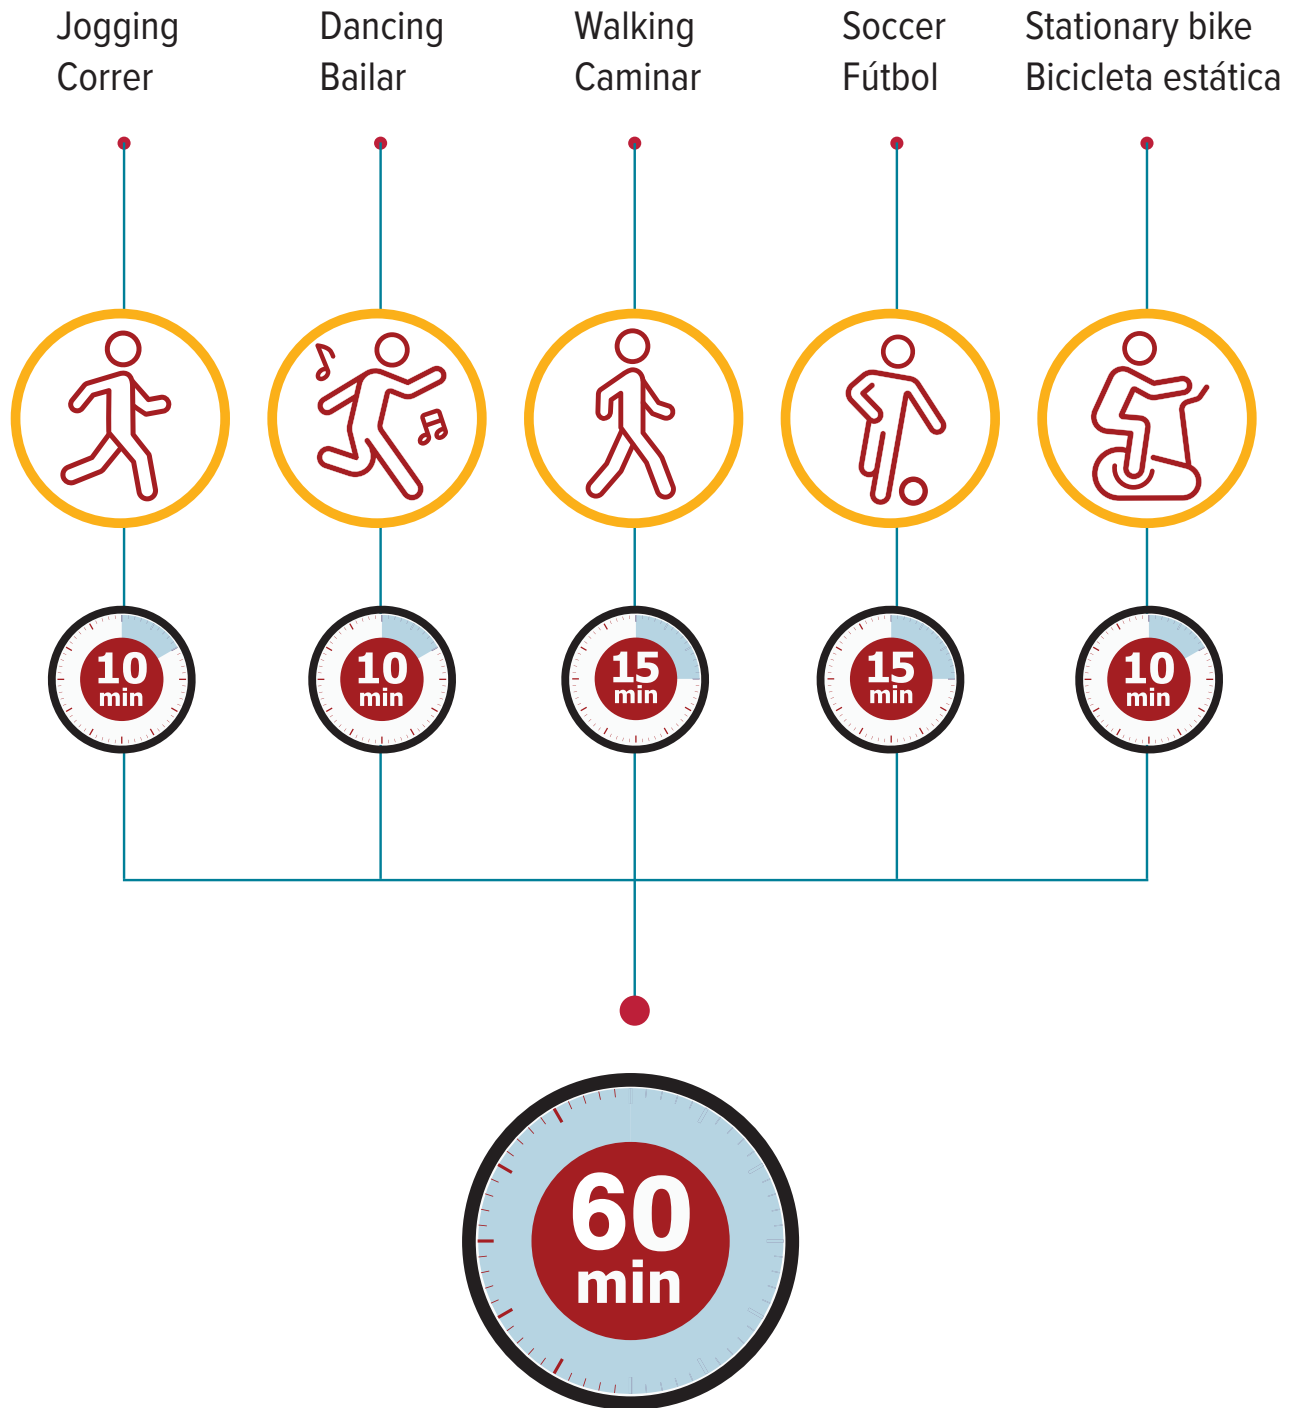 Jogging
Correr
Dancing
Bailar
Walking
Caminar
Soccer
Fútbol
Stationary bike
Bicicleta estática
10
min
10
min
15
min
15
min
10
min
60
min